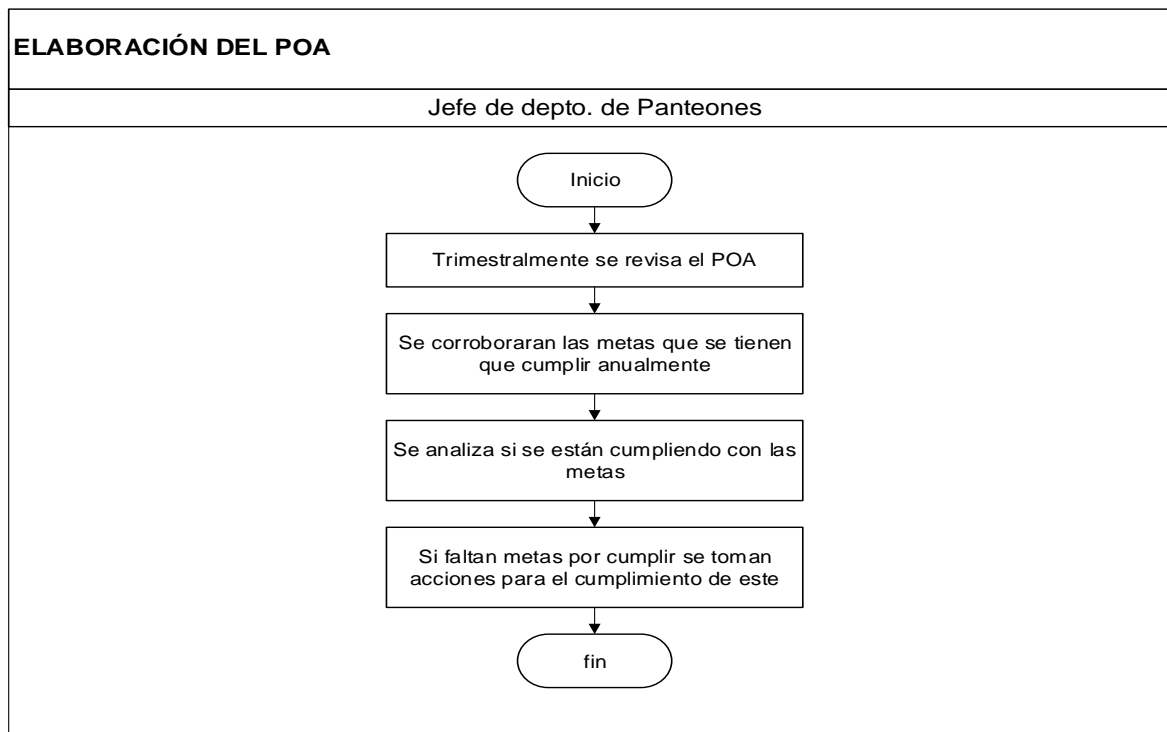 ELABORACIÓN DEL POA
Jefe de depto. de Panteones
Inicio
Trimestralmente se revisa el POA
Se corroboraran las metas que se tienen
que cumplir anualmente
Se analiza si se están cumpliendo con las
metas
Si faltan metas por cumplir se toman
acciones para el cumplimiento de este
fin